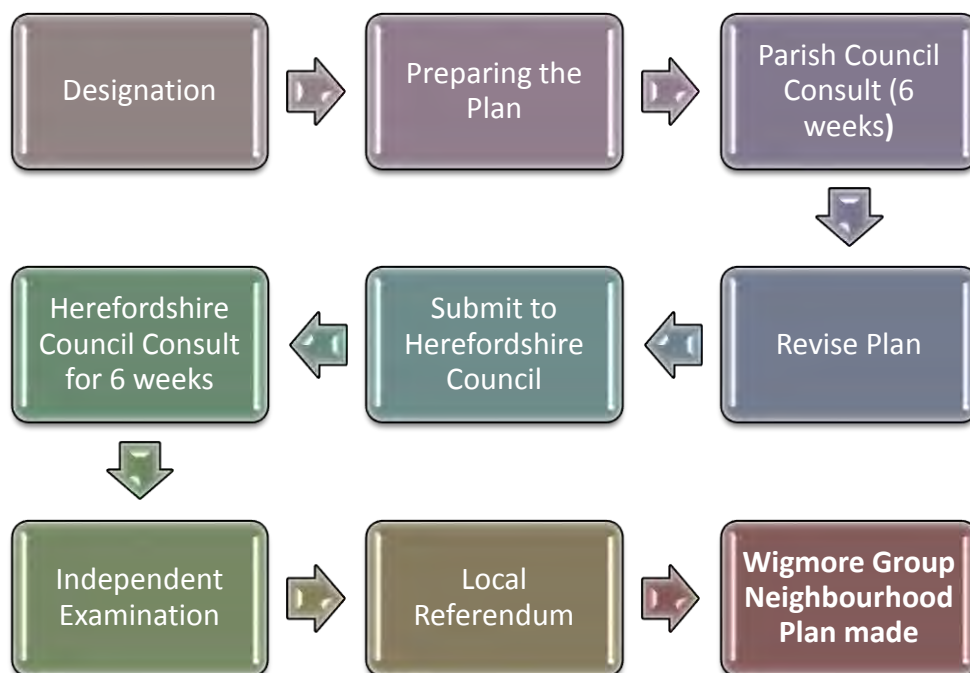 Designation
Preparing the
Plan
Parish Council
Consult (6
weeks)
Revise Plan
Submit to
Herefordshire
Council
Herefordshire
Council Consult
for 6 weeks
Independent
Examination
Local
Referendum
Wigmore Group
Neighbourhood
Plan made